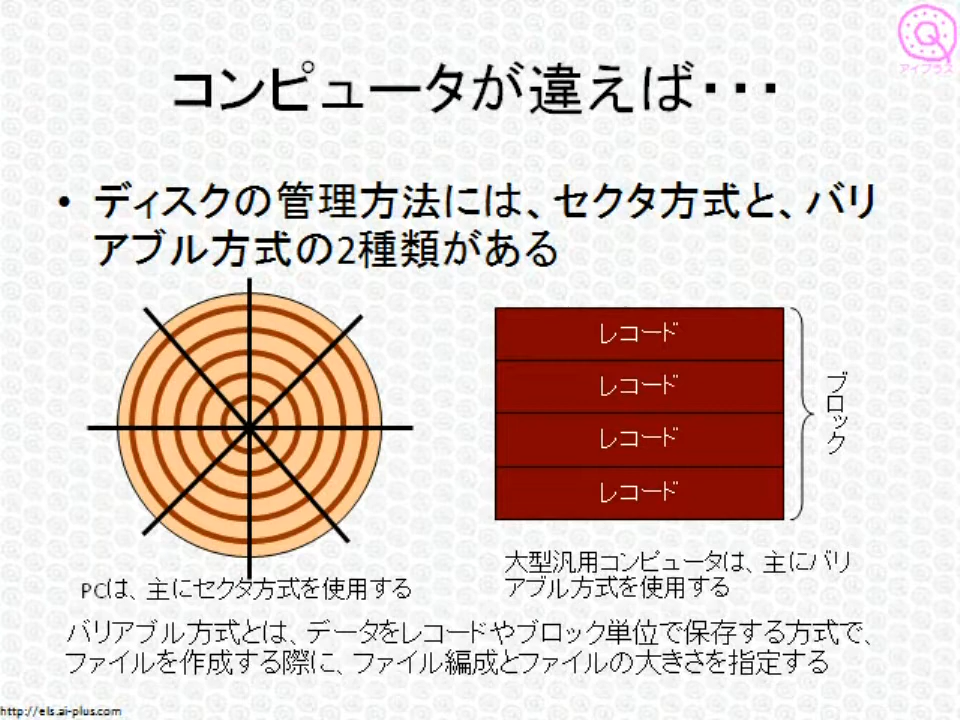 アイプラス
コンピュータが違えば・・・
• ディスクの管理方法には、セクタ方式と、バリ
アブル方式の2種類がある
レコード
レコード
レコード
レコード
ブロック
PCは、主にセクタ方式を使用する
大型汎用コンピュータは、主にバリ
アブル方式を使用する
バリアブル方式とは、データをレコードやブロック単位で保存する方式で、
ファイルを作成する際に、ファイル編成とファイルの大きさを指定する
http://els.ai-plus.com